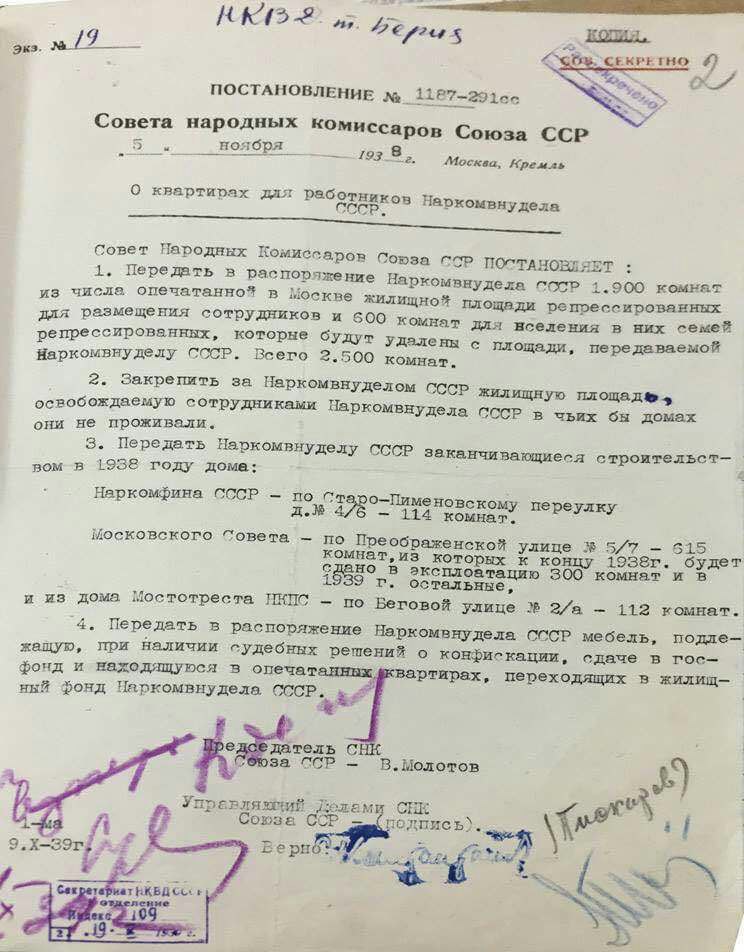 НКВД т. Берия
Экз. № 19
КОПИЯ.
СОВ. СЕКРЕТНО
Рассекречено
2
ПОСТАНОВЛЕНИЕ № 1187-291сс
Совета народных комиссаров Союза ССР
„5“ ноября 1938 г. Москва, Кремль
О квартирах для работников Наркомвнудела
СССР.
Совет Народных Комиссаров Союза ССР ПОСТАНОВЛЯЕТ :
1. Передать в распоряжение Наркомвнудела СССР 1.900 комнат
из числа опечатанной в Москве жилищной площади репрессированных
для размещения сотрудников и 600 комнат для вселения в них семей
репрессированных, которые будут удалены с площади, передаваемой
Наркомвнуделу СССР. Всего 2.500 комнат.
2. Закрепить за Наркомвнуделом СССР жилищную площадь,
освобождаемую сотрудниками Наркомвнудела СССР в чьих бы домах
они не проживали.
3. Передать Наркомвнуделу СССР заканчивающиеся строительст-
вом в 1938 году дома:
Наркомфина СССР – по Старо-Пименовскому переулку
д.№ 4/6 – 114 комнат.
Московского Совета – по Преображенской улице № 5/7 – 615
комнат,из которых к концу 1938г. будет
сдано в эксплоатацию 300 комнат и в
1939 г. остальные,
и из дома Мостотреста НКПС – по Беговой улице № 2/а – 112 комнат.
4. Передать в распоряжение Наркомвнудела СССР мебель, подле-
жащую, при наличии судебных решений о конфискации, сдаче в гос-
фонд и находящуюся в опечатанных квартирах, переходящих в жилищ-
ный фонд Наркомвнудела СССР.
Председатель СНК
Союза ССР – В.Молотов
Управляющий Делами СНК
Союза ССР – (подпись).
1-ма
9.X-39г.
Верно:
Секретариат НКВД СССР
отделение
Индекс 109
19